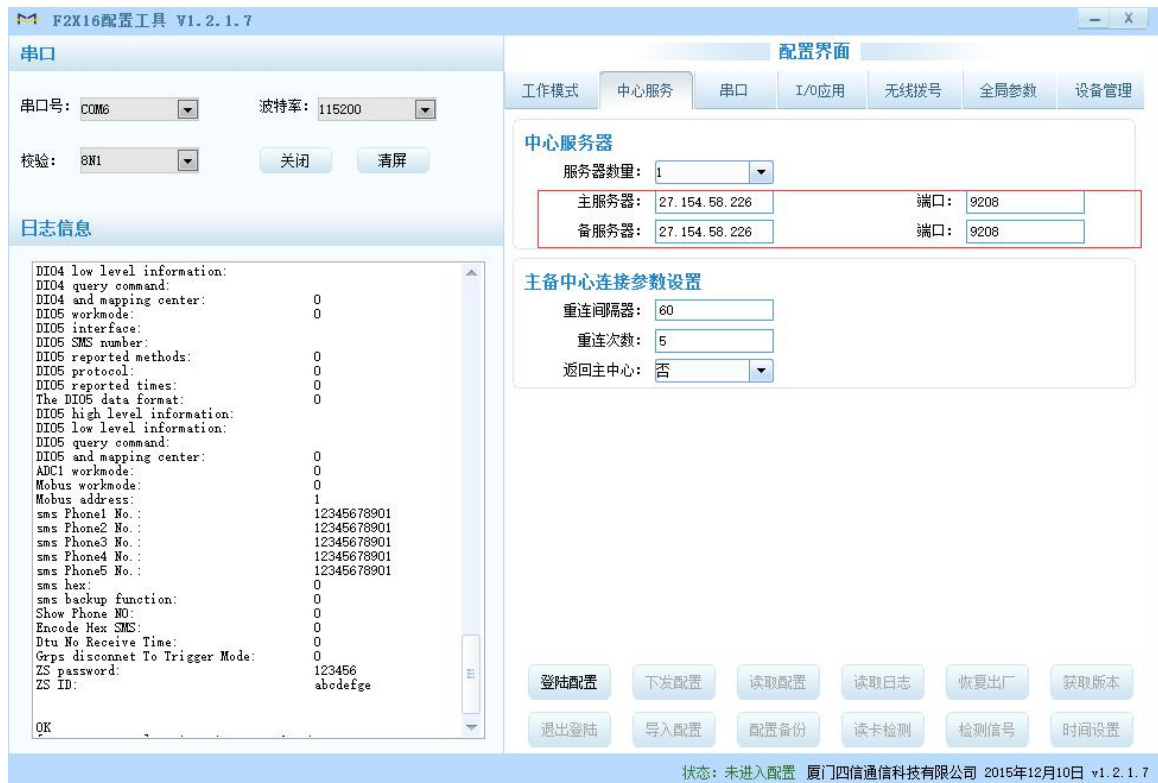 F2X16配置工具 V1.2.1.7
串口
串口号: COM6 波特率: 115200
校验: 8N1 关闭 清屏
日志信息
DIO4 low level information:
DIO4 query command:
DIO4 and mapping center: 0
DIO5 workmode: 0
DIO5 interface:
DIO5 SMS number:
DIO5 reported methods: 0
DIO5 protocol: 0
DIO5 reported times: 0
The DIO5 data format: 0
DIO5 high level information:
DIO5 low level information:
DIO5 query command:
DIO5 and mapping center: 0
ADC1 workmode: 0
Mobus workmode: 0
Mobus address: 1
sms Phone1 No.: 12345678901
sms Phone2 No.: 12345678901
sms Phone3 No.: 12345678901
sms Phone4 No.: 12345678901
sms Phone5 No.: 12345678901
sms hex: 0
sms backup function: 0
Show Phone NO: 0
Encode Hex SMS: 0
Dtu No Receive Time: 0
Grps disconnet To Trigger Mode: 0
ZS password: 123456
ZS ID: abcdefge
OK
配置界面
工作模式 中心服务 串口 I/O应用 无线拨号 全局参数 设备管理
中心服务器
服务器数量: 1
主服务器: 27.154.58.226 端口: 9208
备服务器: 27.154.58.226 端口: 9208
主备中心连接参数设置
重连间隔器: 60
重连次数: 5
返回主中心: 否
登陆配置 下发配置 读取配置 读取日志 恢复出厂 获取版本
退出登陆 导入配置 配置备份 读卡检测 检测信号 时间设置
状态: 未进入配置 厦门四信通信科技有限公司 2015年12月10日 v1.2.1.7